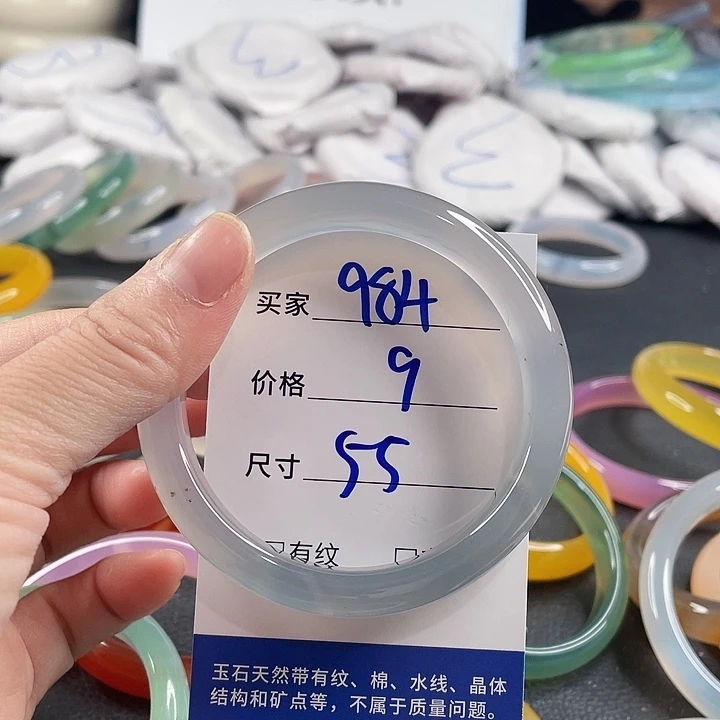 买家 984
价格 9
尺寸 55
有纹
玉石天然带有纹、棉、水线、晶体
结构和矿点等，不属于质量问题。